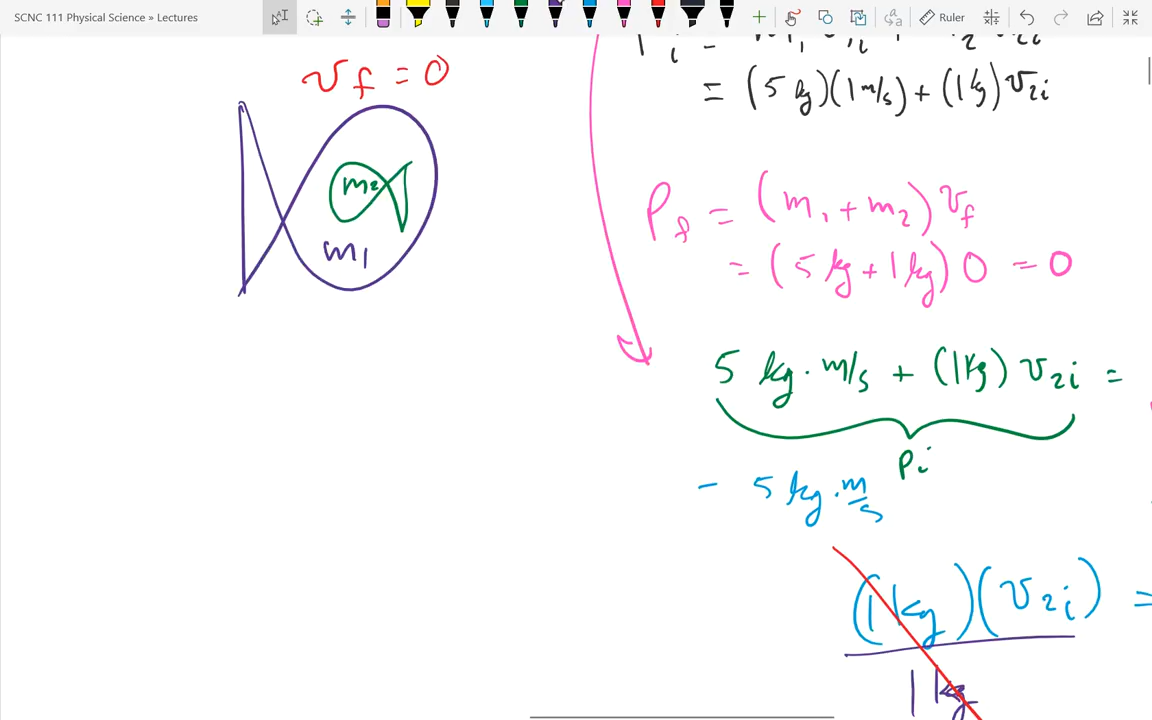 SCNC 111 Physical Science » Lectures
Ruler
= (5 kg)(1 m/s) + (1 kg) v₂i
vf = 0
m2
m1
Pf = (m₁ + m₂) vf
= (5 kg + 1 kg) 0 = 0
5 kg · m/s + (1 kg) v₂i =
Pi
- 5 kg · m/s
(1 kg)(v₂i) =
1 kg